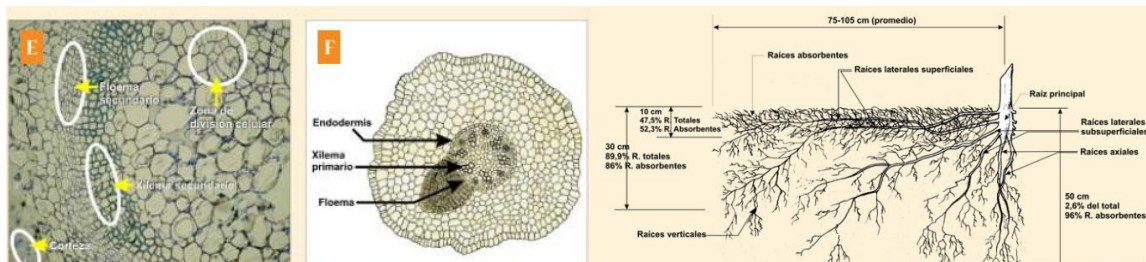 E
Floema
secundario
Zona de
división celular
Xilema secundario
Corteza
F
Endodermis
Xilema
primario
Floema
75-105 cm (promedio)
Raíces absorbentes
Raíces laterales superficiales
Raíz principal
10 cm
47,5% R. Totales
52,3% R. Absorbentes
30 cm
89,9% R. totales
86% R. absorbentes
Raíces laterales
subsuperficiales
Raíces axiales
50 cm
2,6% del total
96% R. absorbentes
Raíces verticales